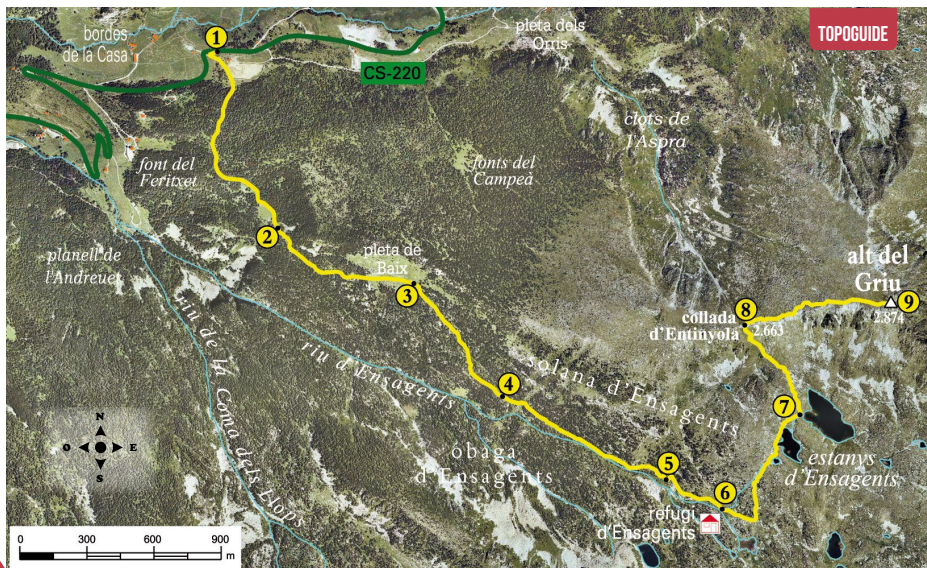 TOPOGUIDE
1
bordes
de la Casa
pleta dels
Orris
CS-220
clots de
l'Aspra
font del
Feritxet
fonts del
Campeà
2
planell de
l'Andreuet
pleta de
Baix
3
alt del
Griu
9
2.874
8
collada
d'Entinyola
2.663
riu de la Coma dels Llops
riu d'Ensagents
solana d'Ensagents
4
7
obaga
d'Ensagents
estanys
d'Ensagents
5
6
refugi
d'Ensagents
N
O E
S
0 300 600 900
m